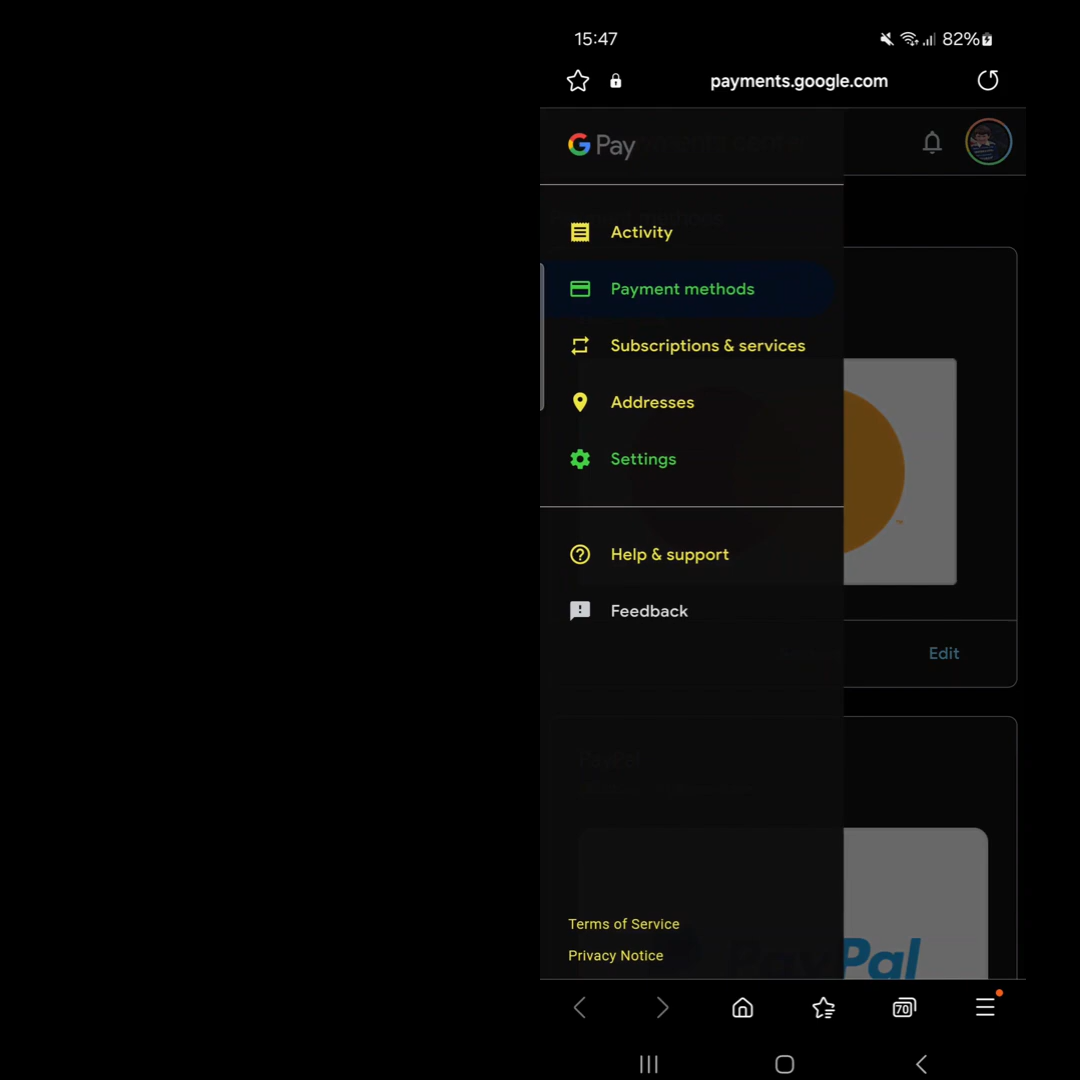 15:47 82%
payments.google.com
G Pay
Activity
Payment methods
Subscriptions & services
Addresses
Settings
Help & support
Feedback
Edit
PayPal
Terms of Service
Privacy Notice
PayPal
70